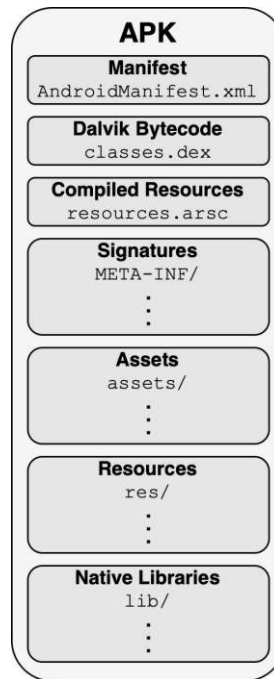 APK
Manifest
AndroidManifest.xml
Dalvik Bytecode
classes.dex
Compiled Resources
resources.arsc
Signatures
META-INF/
Assets
assets/
Resources
res/
Native Libraries
lib/